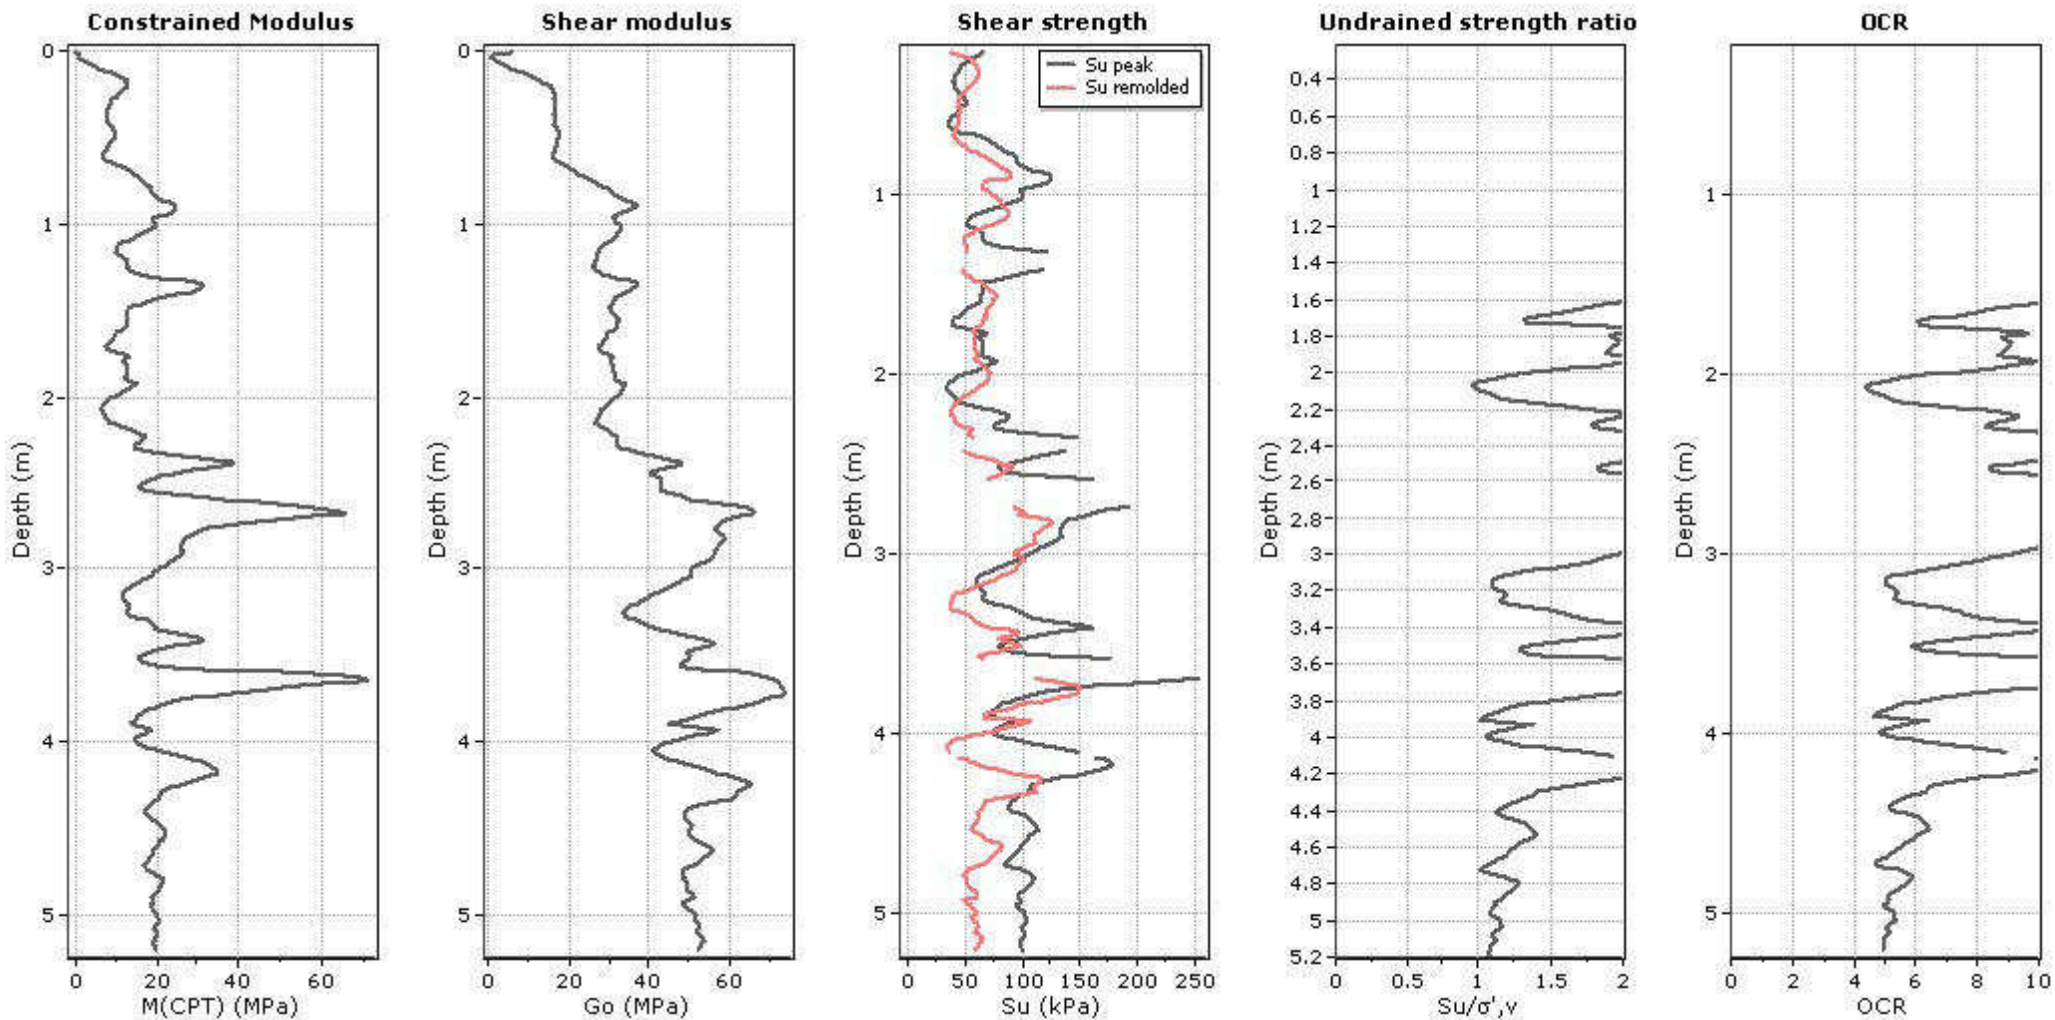 Constrained Modulus
0
1
2
3
4
5
Depth (m)
0 20 40 60
M(CPT) (MPa)
Shear modulus
0
1
2
3
4
5
Depth (m)
0 20 40 60
Go (MPa)
Shear strength
Su peak
Su remolded
1
2
3
4
5
Depth (m)
0 50 100 150 200 250
Su (kPa)
Undrained strength ratio
0.4
0.6
0.8
1
1.2
1.4
1.6
1.8
2
2.2
2.4
2.6
2.8
3
3.2
3.4
3.6
3.8
4
4.2
4.4
4.6
4.8
5
5.2
Depth (m)
0 0.5 1 1.5 2
Su/σ',v
OCR
1
2
3
4
5
Depth (m)
0 2 4 6 8 10
OCR